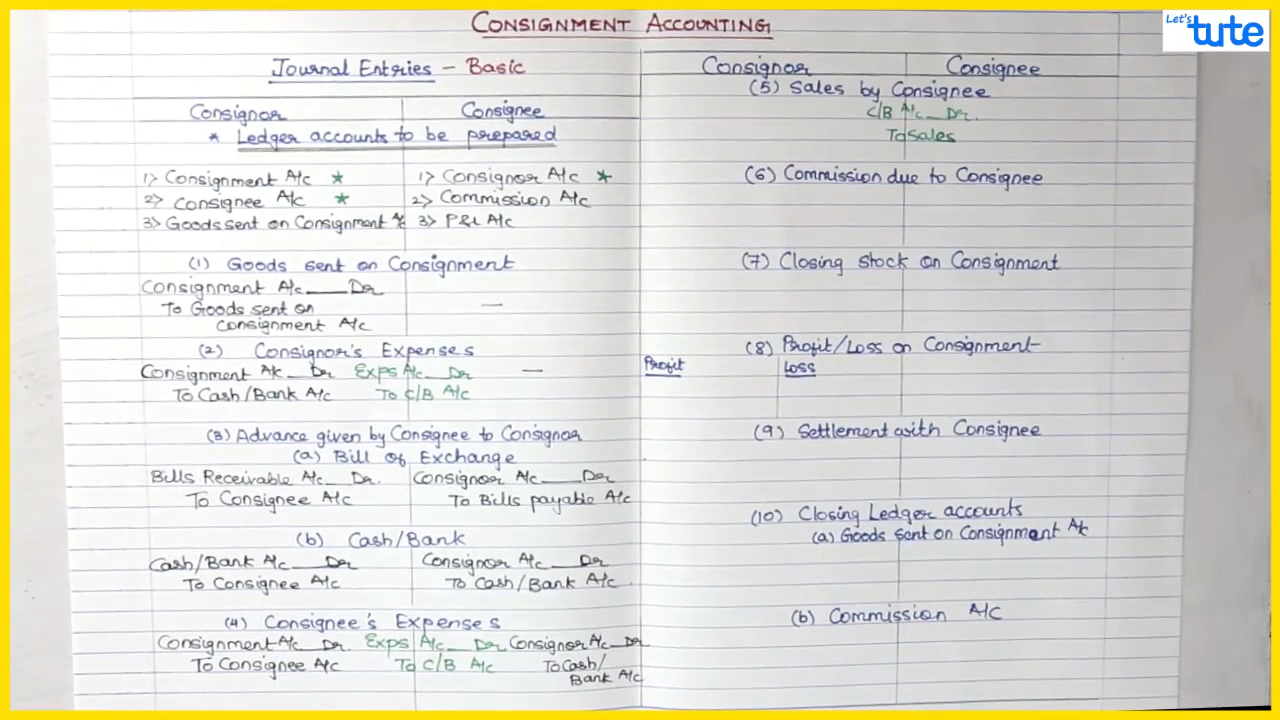 CONSIGNMENT ACCOUNTING
Let's
tute
Journal Entries - Basic
Consignor Consignee
* Ledger accounts to be prepared
1> Consignment A/c * 1> Consignor A/c *
2> Consignee A/c * 2> Commission A/c
3> Goods sent on Consignment A/c 3> P&L A/c
(1) Goods sent on Consignment
Consignment A/c ___ Dr
To Goods sent on
consignment A/c
(2) Consignor's Expenses
Consignment A/c _ Dr Exps A/c _ Dr
To Cash/Bank A/c To C/B A/c
(3) Advance given by Consignee to Consignor
(a) Bill of Exchange
Bills Receivable A/c _ Dr. Consignor A/c ___ Dr
To Consignee A/c To Bills payable A/c
(b) Cash/Bank
Cash/Bank A/c ___ Dr Consignor A/c ___ Dr
To Consignee A/c To Cash/Bank A/c.
(4) Consignee's Expenses
Consignment A/c _ Dr. Exps A/c _ Dr Consignor A/c _ Dr
To Consignee A/c To C/B A/c To Cash/
Bank A/c
Consignor Consignee
(5) Sales by Consignee
C/B A/c _ Dr.
To Sales
(6) Commission due to Consignee
(7) Closing stock on Consignment
(8) Profit/Loss on Consignment
Profit Loss
(9) Settlement with Consignee
(10) Closing Ledger accounts
(a) Goods sent on Consignment A/c
(b) Commission A/c